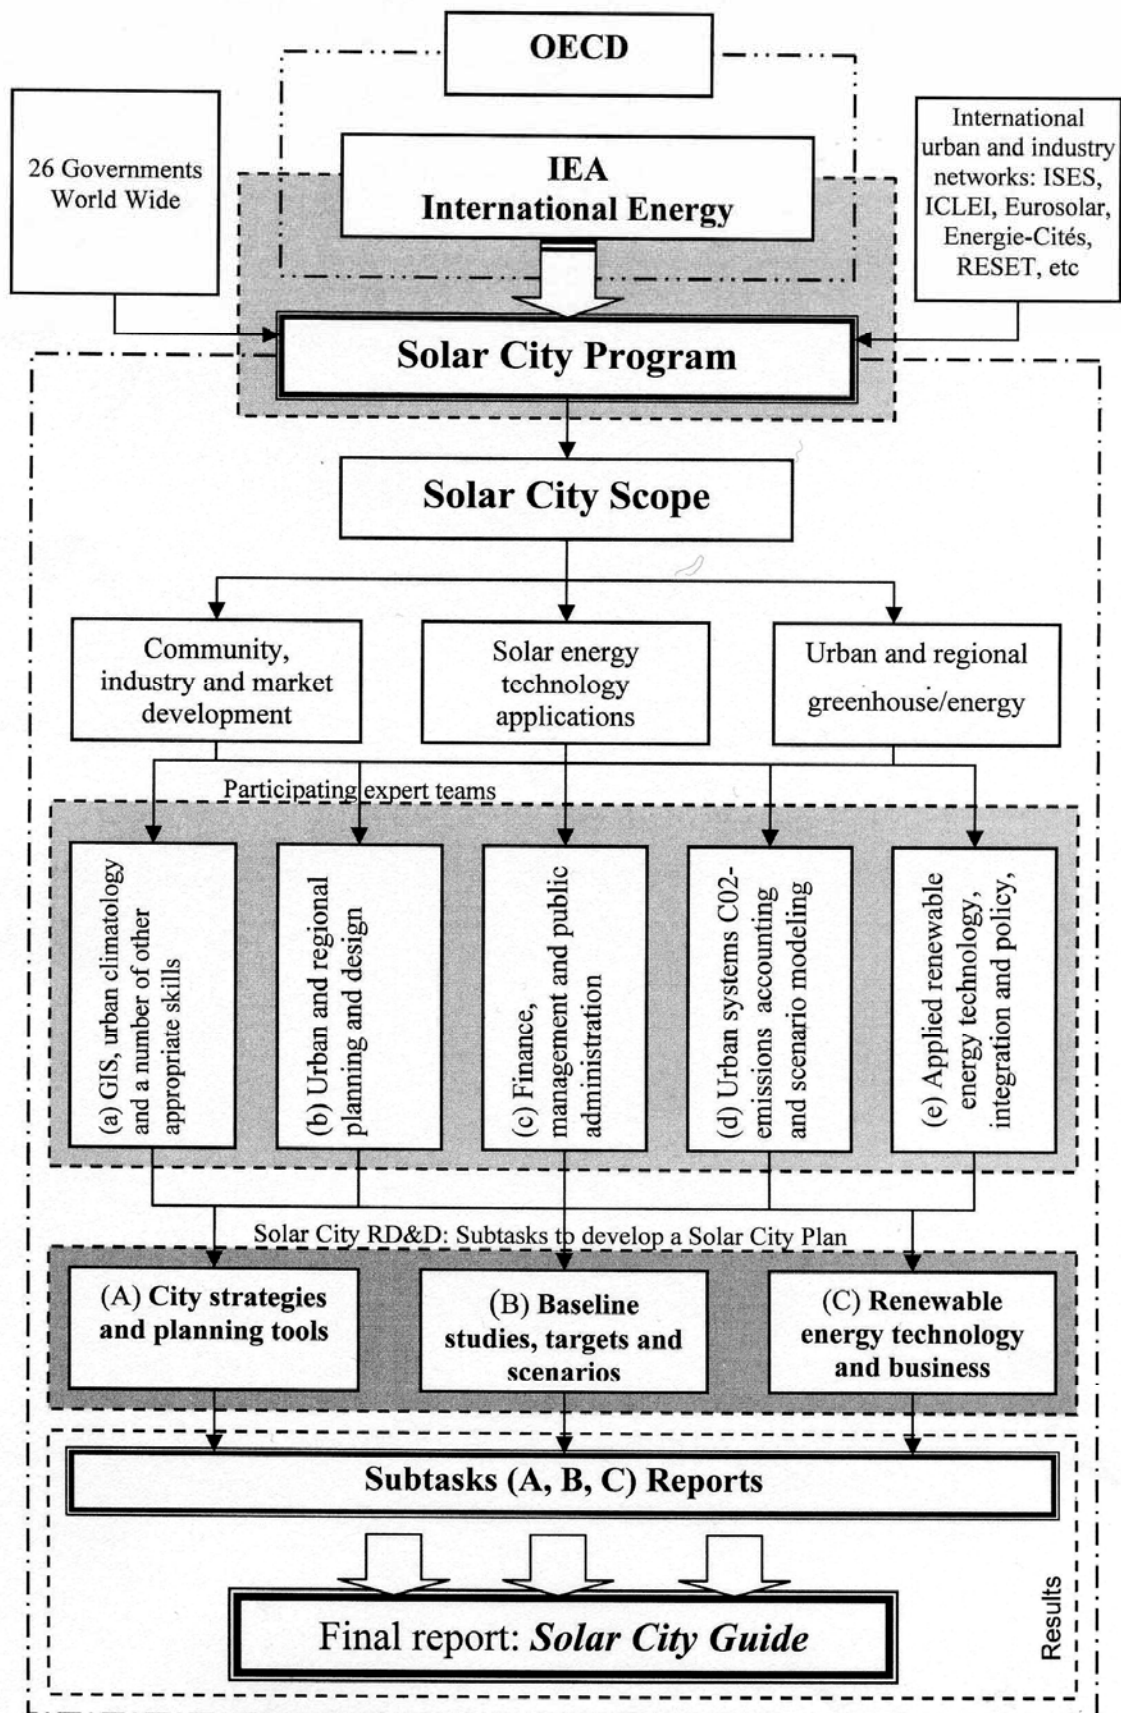 OECD
IEA
International Energy
26 Governments
World Wide
International
urban and industry
networks: ISES,
ICLEI, Eurosolar,
Energie-Cités,
RESET, etc
Solar City Program
Solar City Scope
Community,
industry and market
development
Solar energy
technology
applications
Urban and regional
greenhouse/energy
Participating expert teams
(a) GIS, urban climatology
and a number of other
appropriate skills
(b) Urban and regional
planning and design
(c) Finance,
management and public
administration
(d) Urban systems C02-
emissions accounting
and scenario modeling
(e) Applied renewable
energy technology,
integration and policy,
Solar City RD&D: Subtasks to develop a Solar City Plan
(A) City strategies
and planning tools
(B) Baseline
studies, targets and
scenarios
(C) Renewable
energy technology
and business
Subtasks (A, B, C) Reports
Final report: Solar City Guide
Results